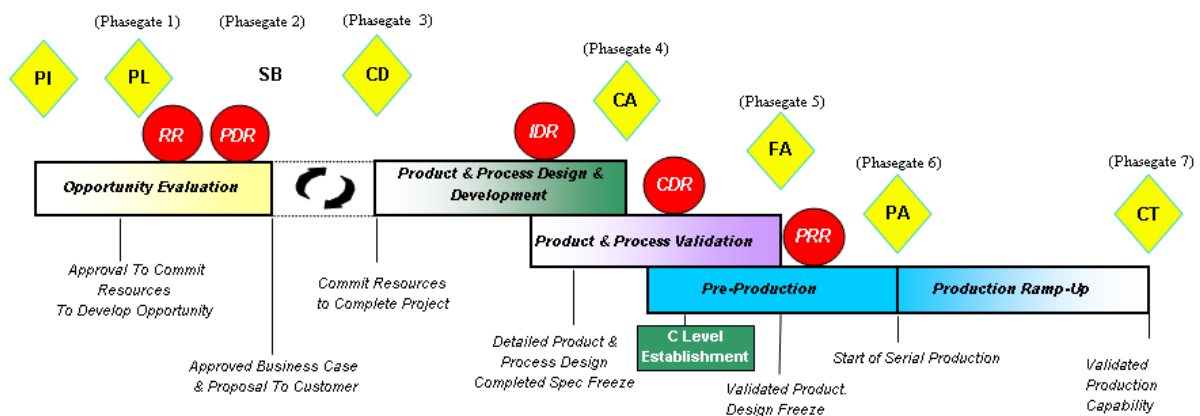 (Phasegate 1)
(Phasegate 2)
(Phasegate 3)
(Phasegate 4)
(Phasegate 5)
(Phasegate 6)
(Phasegate 7)
PI
PL
SB
CD
CA
FA
PA
CT
RR
PDR
IDR
CDR
PRR
Opportunity Evaluation
Product & Process Design &
Development
Product & Process Validation
Pre-Production
Production Ramp-Up
Approval To Commit
Resources
To Develop Opportunity
Approved Business Case
& Proposal To Customer
Commit Resources
to Complete Project
Detailed Product &
Process Design
Completed Spec Freeze
C Level
Establishment
Validated Product.
Design Freeze
Start of Serial Production
Validated
Production
Capability